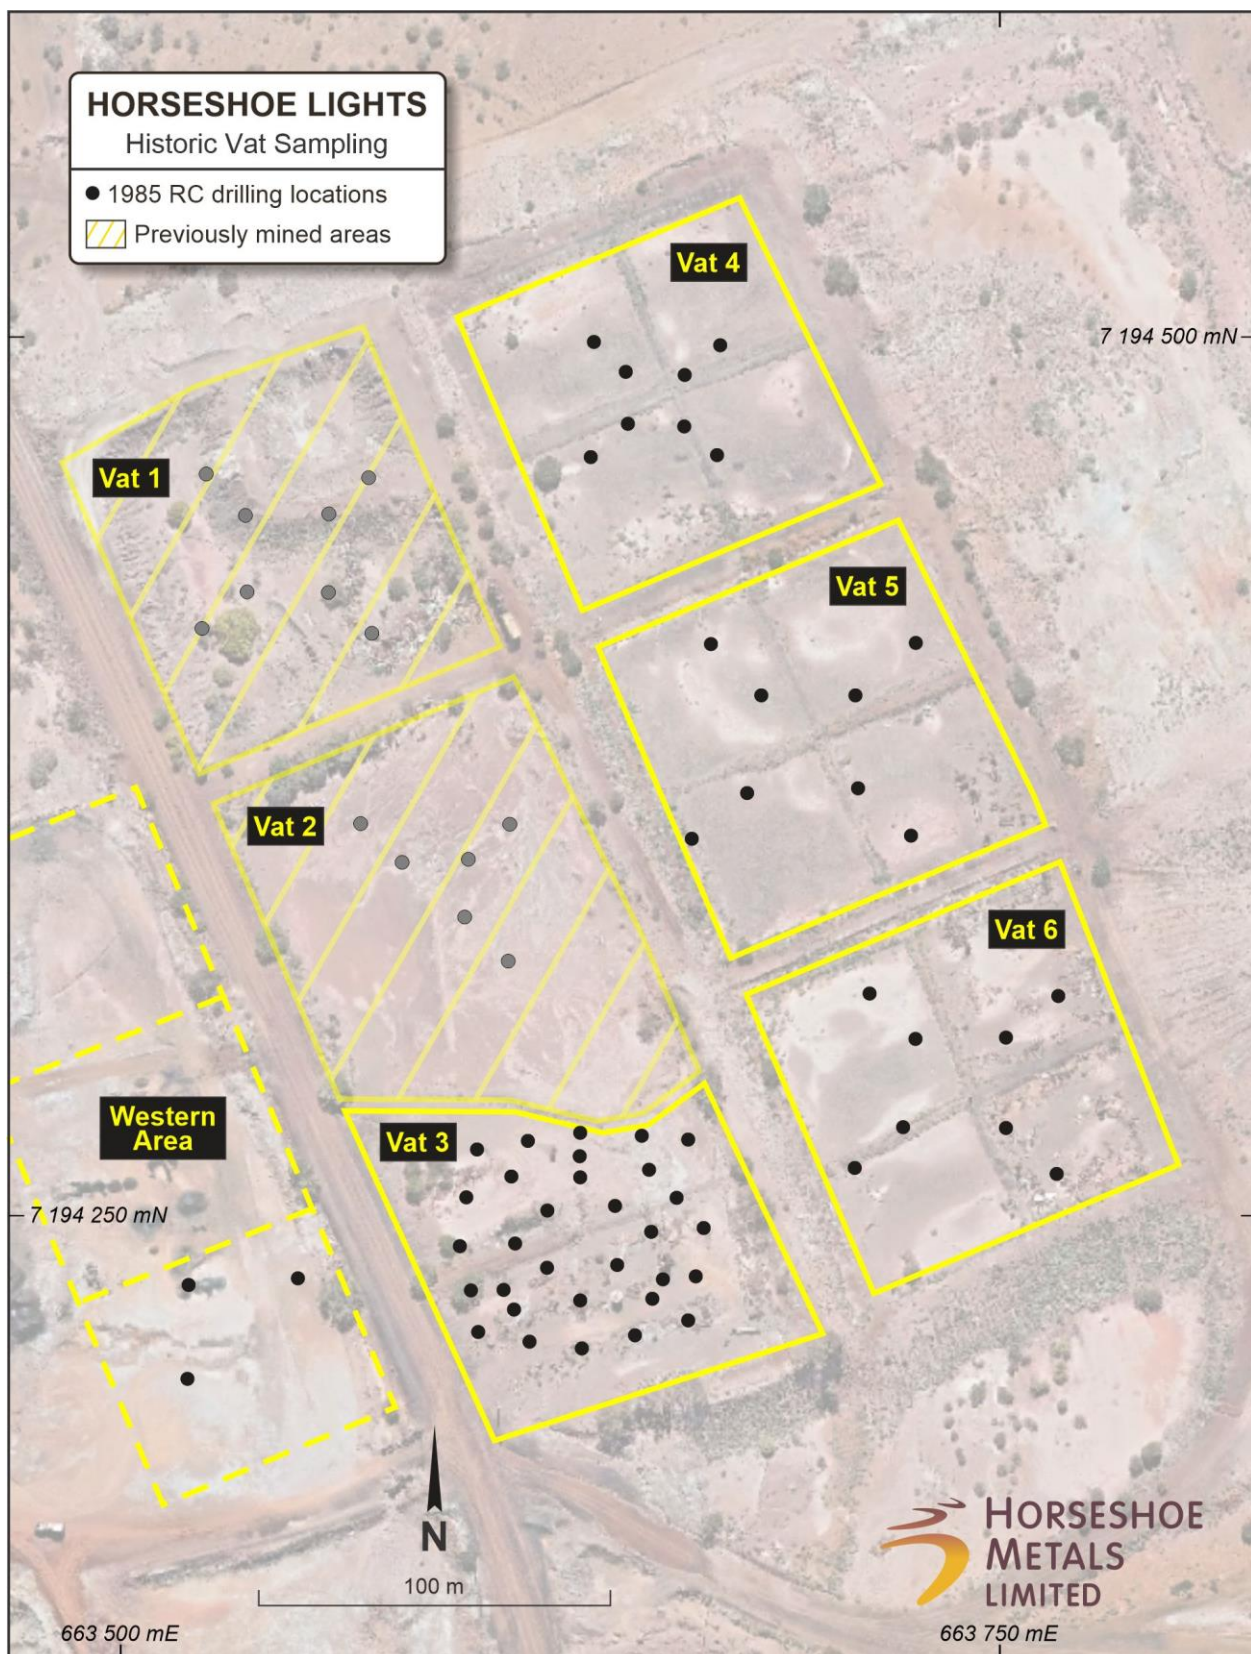 HORSESHOE LIGHTS
Historic Vat Sampling
1985 RC drilling locations
Previously mined areas
Vat 4
7 194 500 mN
Vat 1
Vat 5
Vat 2
Vat 6
Western
Area
Vat 3
7 194 250 mN
N
100 m
HORSESHOE
METALS
LIMITED
663 500 mE
663 750 mE